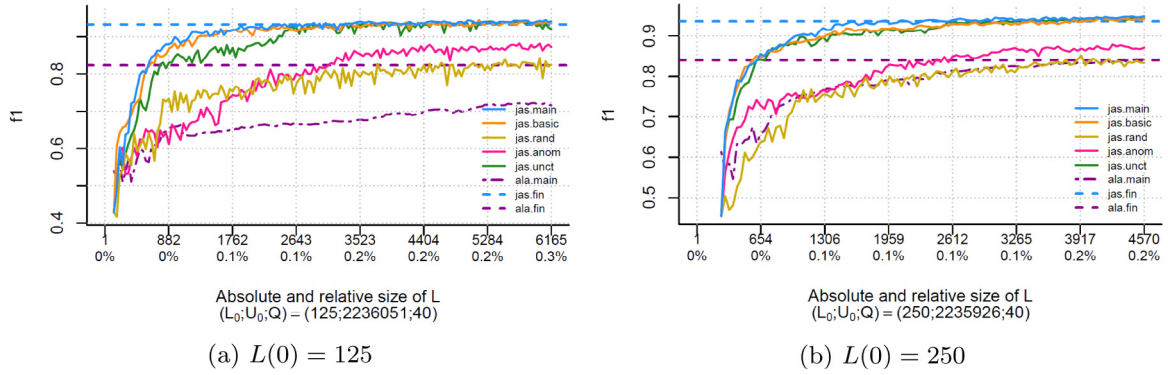 f1
0.8
0.6
0.4
jas.main
jas.basic
jas.rand
jas.anom
jas.unct
ala.main
jas.fin
ala.fin
1 882 1762 2643 3523 4404 5284 6165
0% 0% 0.1% 0.1% 0.2% 0.2% 0.2% 0.3%
Absolute and relative size of L
(L₀;U₀;Q) = (125;2236051;40)
(a) L(0) = 125
f1
0.9
0.8
0.7
0.6
0.5
jas.main
jas.basic
jas.rand
jas.anom
jas.unct
ala.main
jas.fin
ala.fin
1 654 1306 1959 2612 3265 3917 4570
0% 0% 0.1% 0.1% 0.1% 0.1% 0.2% 0.2%
Absolute and relative size of L
(L₀;U₀;Q) = (250;2235926;40)
(b) L(0) = 250